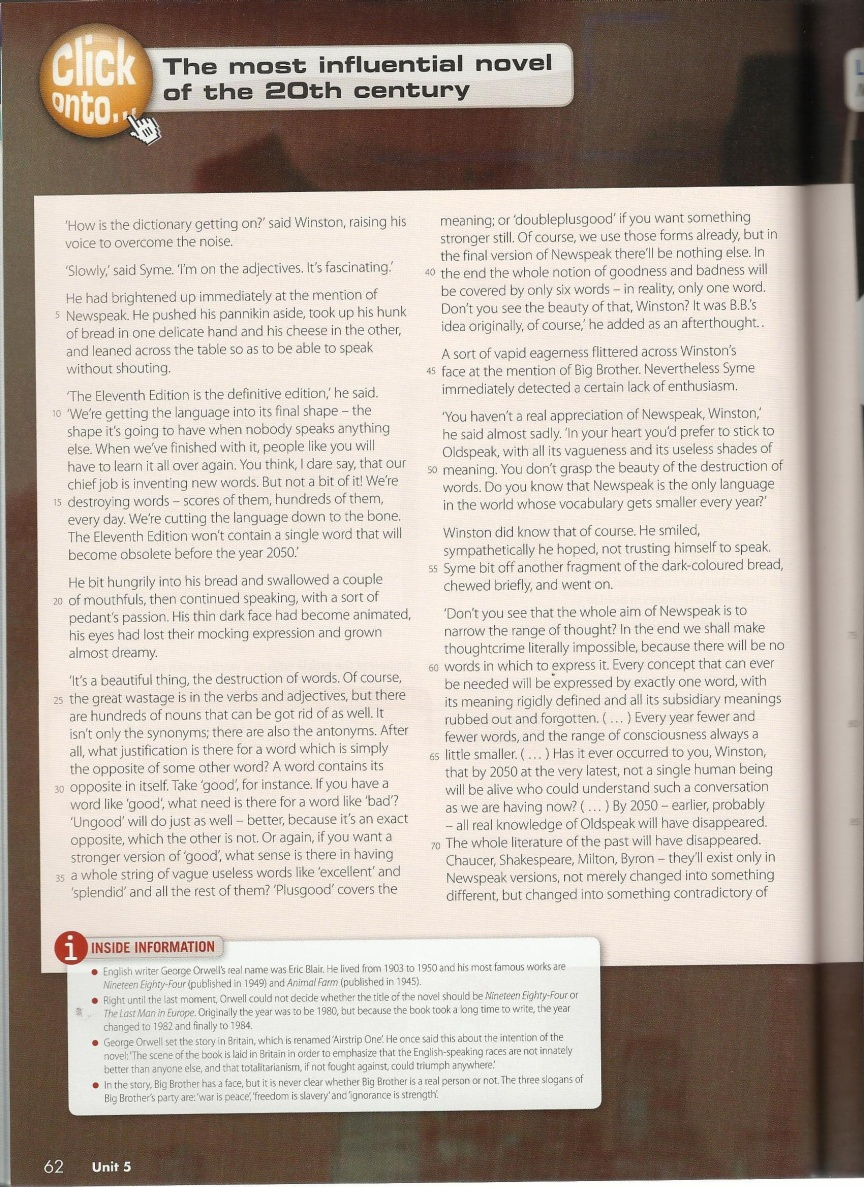 Click
onto...
The most influential novel
of the 20th century
'How is the dictionary getting on?' said Winston, raising his
voice to overcome the noise.
'Slowly,' said Syme. 'I'm on the adjectives. It's fascinating.'
He had brightened up immediately at the mention of
5 Newspeak. He pushed his pannikin aside, took up his hunk
of bread in one delicate hand and his cheese in the other,
and leaned across the table so as to be able to speak
without shouting.
'The Eleventh Edition is the definitive edition,' he said.
10 'We're getting the language into its final shape – the
shape it's going to have when nobody speaks anything
else. When we've finished with it, people like you will
have to learn it all over again. You think, I dare say, that our
chief job is inventing new words. But not a bit of it! We're
15 destroying words – scores of them, hundreds of them,
every day. We're cutting the language down to the bone.
The Eleventh Edition won't contain a single word that will
become obsolete before the year 2050.'
He bit hungrily into his bread and swallowed a couple
20 of mouthfuls, then continued speaking, with a sort of
pedant's passion. His thin dark face had become animated,
his eyes had lost their mocking expression and grown
almost dreamy.
'It's a beautiful thing, the destruction of words. Of course,
25 the great wastage is in the verbs and adjectives, but there
are hundreds of nouns that can be got rid of as well. It
isn't only the synonyms; there are also the antonyms. After
all, what justification is there for a word which is simply
the opposite of some other word? A word contains its
30 opposite in itself. Take 'good', for instance. If you have a
word like 'good', what need is there for a word like 'bad'?
'Ungood' will do just as well – better, because it's an exact
opposite, which the other is not. Or again, if you want a
stronger version of 'good', what sense is there in having
35 a whole string of vague useless words like 'excellent' and
'splendid' and all the rest of them? 'Plusgood' covers the
meaning; or 'doubleplusgood' if you want something
stronger still. Of course, we use those forms already, but in
the final version of Newspeak there'll be nothing else. In
40 the end the whole notion of goodness and badness will
be covered by only six words – in reality, only one word.
Don't you see the beauty of that, Winston? It was B.B.'s
idea originally, of course,' he added as an afterthought. .
A sort of vapid eagerness flittered across Winston's
45 face at the mention of Big Brother. Nevertheless Syme
immediately detected a certain lack of enthusiasm.
'You haven't a real appreciation of Newspeak, Winston,'
he said almost sadly. 'In your heart you'd prefer to stick to
Oldspeak, with all its vagueness and its useless shades of
50 meaning. You don't grasp the beauty of the destruction of
words. Do you know that Newspeak is the only language
in the world whose vocabulary gets smaller every year?'
Winston did know that of course. He smiled,
sympathetically he hoped, not trusting himself to speak.
55 Syme bit off another fragment of the dark-coloured bread,
chewed briefly, and went on.
'Don't you see that the whole aim of Newspeak is to
narrow the range of thought? In the end we shall make
thoughtcrime literally impossible, because there will be no
60 words in which to express it. Every concept that can ever
be needed will be expressed by exactly one word, with
its meaning rigidly defined and all its subsidiary meanings
rubbed out and forgotten. ( ... ) Every year fewer and
fewer words, and the range of consciousness always a
65 little smaller. ( ... ) Has it ever occurred to you, Winston,
that by 2050 at the very latest, not a single human being
will be alive who could understand such a conversation
as we are having now? ( ... ) By 2050 – earlier, probably
– all real knowledge of Oldspeak will have disappeared.
70 The whole literature of the past will have disappeared.
Chaucer, Shakespeare, Milton, Byron – they'll exist only in
Newspeak versions, not merely changed into something
different, but changed into something contradictory of
i INSIDE INFORMATION
• English writer George Orwell's real name was Eric Blair. He lived from 1903 to 1950 and his most famous works are
Nineteen Eighty-Four (published in 1949) and Animal Farm (published in 1945).
• Right until the last moment, Orwell could not decide whether the title of the novel should be Nineteen Eighty-Four or
The Last Man in Europe. Originally the year was to be 1980, but because the book took a long time to write, the year
changed to 1982 and finally to 1984.
• George Orwell set the story in Britain, which is renamed 'Airstrip One'. He once said this about the intention of the
novel: 'The scene of the book is laid in Britain in order to emphasize that the English-speaking races are not innately
better than anyone else, and that totalitarianism, if not fought against, could triumph anywhere.'
• In the story, Big Brother has a face, but it is never clear whether Big Brother is a real person or not. The three slogans of
Big Brother's party are: 'war is peace', 'freedom is slavery' and 'ignorance is strength'.
62 Unit 5